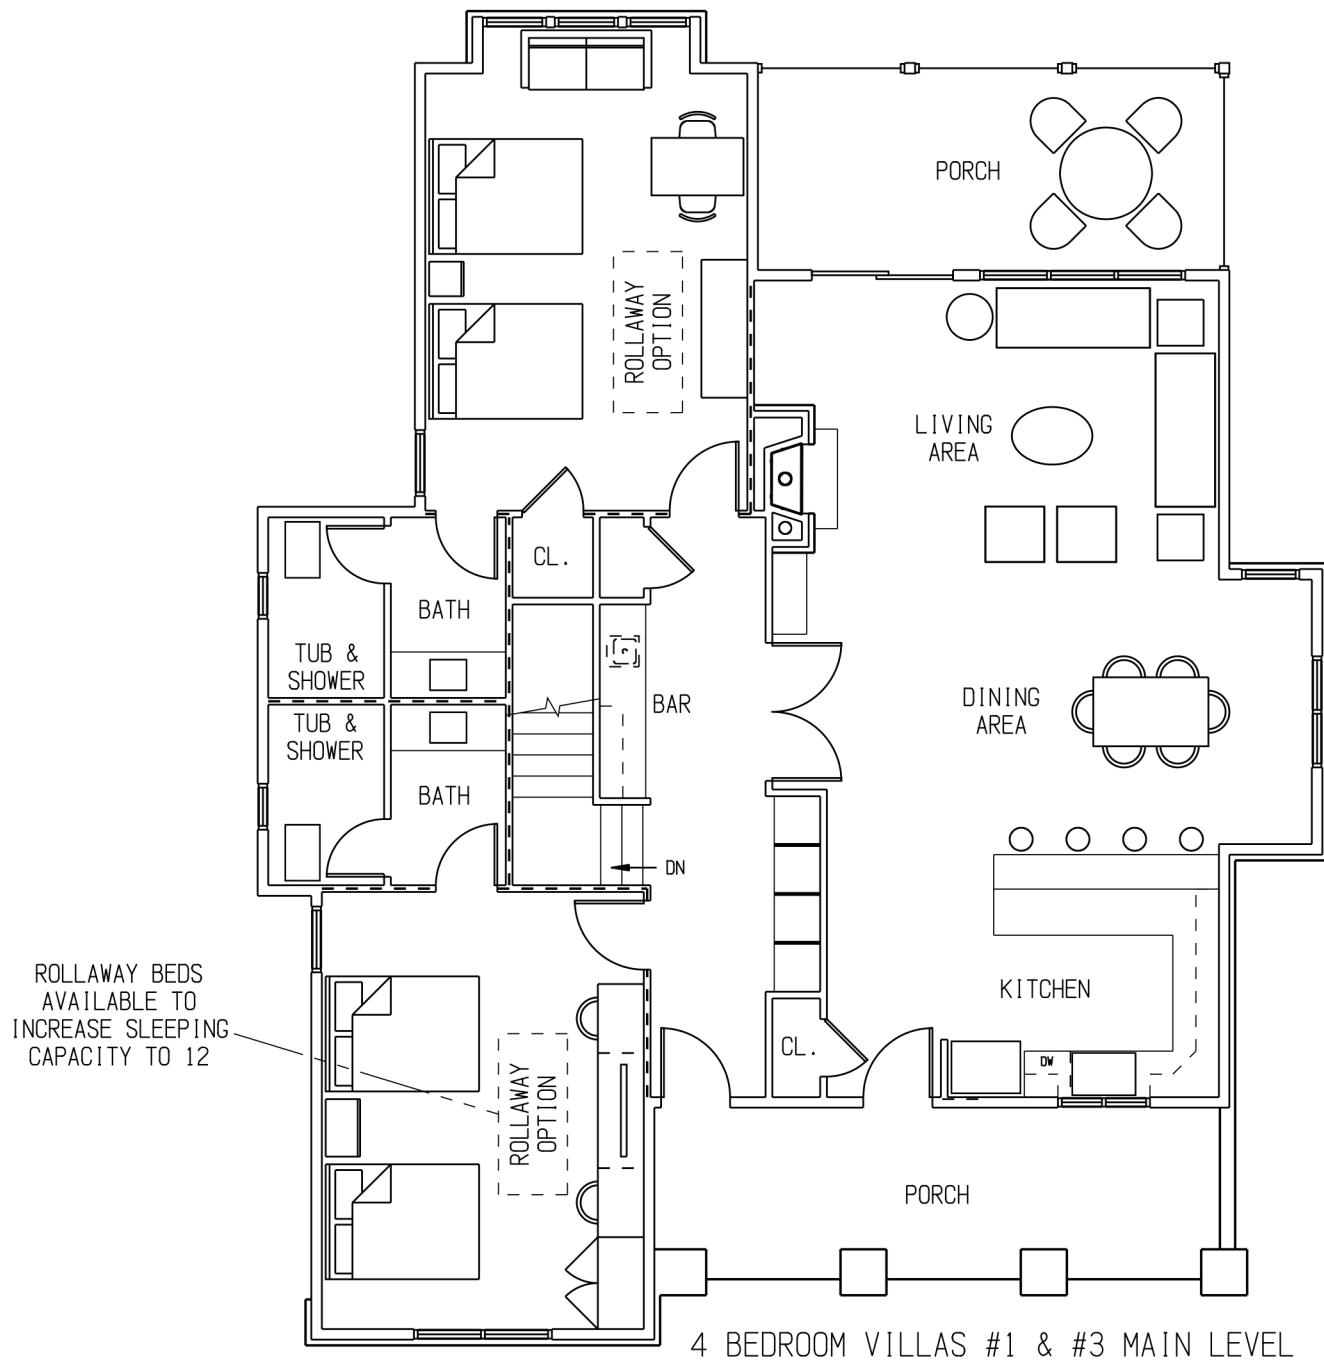 PORCH
ROLLAWAY
OPTION
LIVING
AREA
CL.
BATH
TUB &
SHOWER
BAR
DINING
AREA
TUB &
SHOWER
BATH
DN
ROLLAWAY BEDS
AVAILABLE TO
INCREASE SLEEPING
CAPACITY TO 12
KITCHEN
CL.
DW
ROLLAWAY
OPTION
PORCH
4 BEDROOM VILLAS #1 & #3 MAIN LEVEL